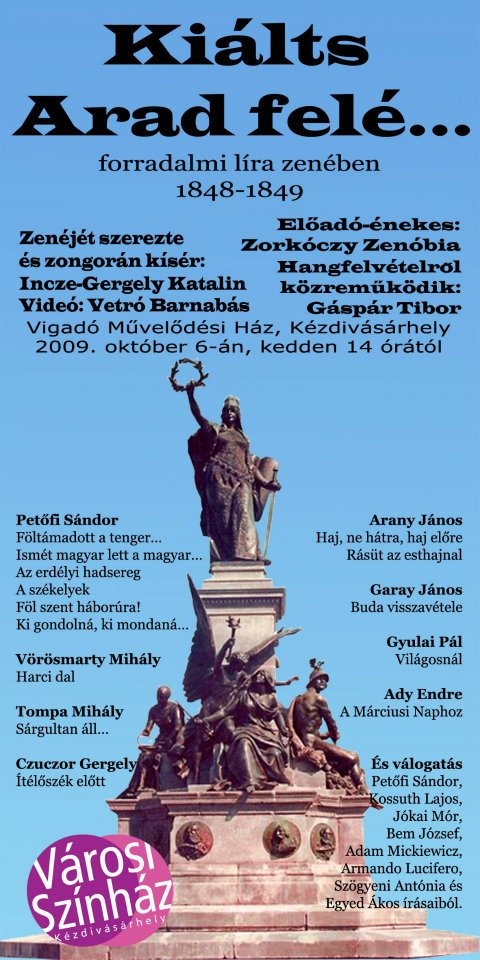 Kiálts
Arad felé...
forradalmi líra zenében
1848-1849
Zenéjét szerezte
és zongorán kísér:
Incze-Gergely Katalin
Videó: Vetró Barnabás
Előadó-énekes:
Zorkóczy Zenóbia
Hangfelvételről
közreműködik:
Gáspár Tibor
Vigadó Művelődési Ház, Kézdivásárhely
2009. október 6-án, kedden 14 órától
Petőfi Sándor
Föltámadott a tenger...
Ismét magyar lett a magyar...
Az erdélyi hadsereg
A székelyek
Föl szent háborúra!
Ki gondolná, ki mondaná...
Vörösmarty Mihály
Harci dal
Tompa Mihály
Sárgultan áll...
Czuczor Gergely
Ítélőszék előtt
Arany János
Haj, ne hátra, haj előre
Rásüt az esthajnal
Garay János
Buda visszavétele
Gyulai Pál
Világosnál
Ady Endre
A Márciusi Naphoz
És válogatás
Petőfi Sándor,
Kossuth Lajos,
Jókai Mór,
Bem József,
Adam Mickiewicz,
Armando Lucifero,
Szögyeni Antónia és
Egyed Ákos írásaiból.
Városi
Színház
Kézdivásárhely